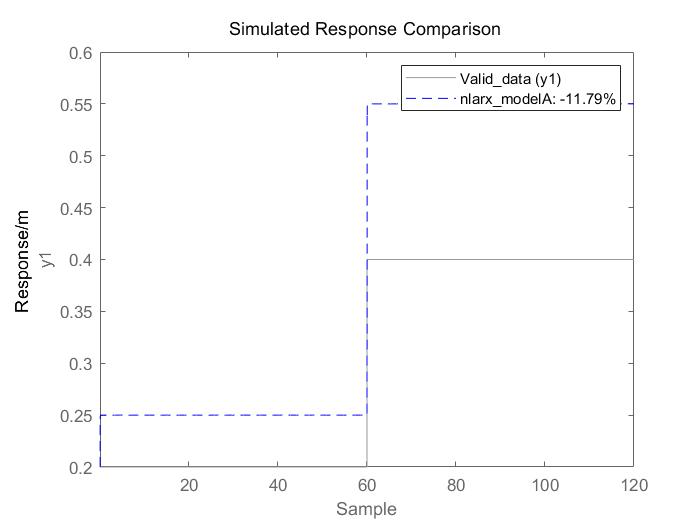 Simulated Response Comparison
Valid_data (y1)
nlarx_modelA: -11.79%
Response/m
y1
0.6
0.55
0.5
0.45
0.4
0.35
0.3
0.25
0.2
20 40 60 80 100 120
Sample